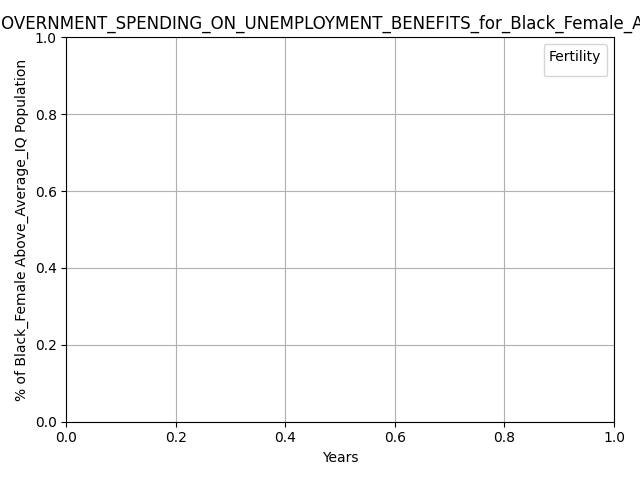 OVERNMENT_SPENDING_ON_UNEMPLOYMENT_BENEFITS_for_Black_Female_A
1.0
Fertility
0.8
0.6
0.4
0.2
0.0
% of Black_Female Above_Average_IQ Population
0.0 0.2 0.4 0.6 0.8 1.0
Years